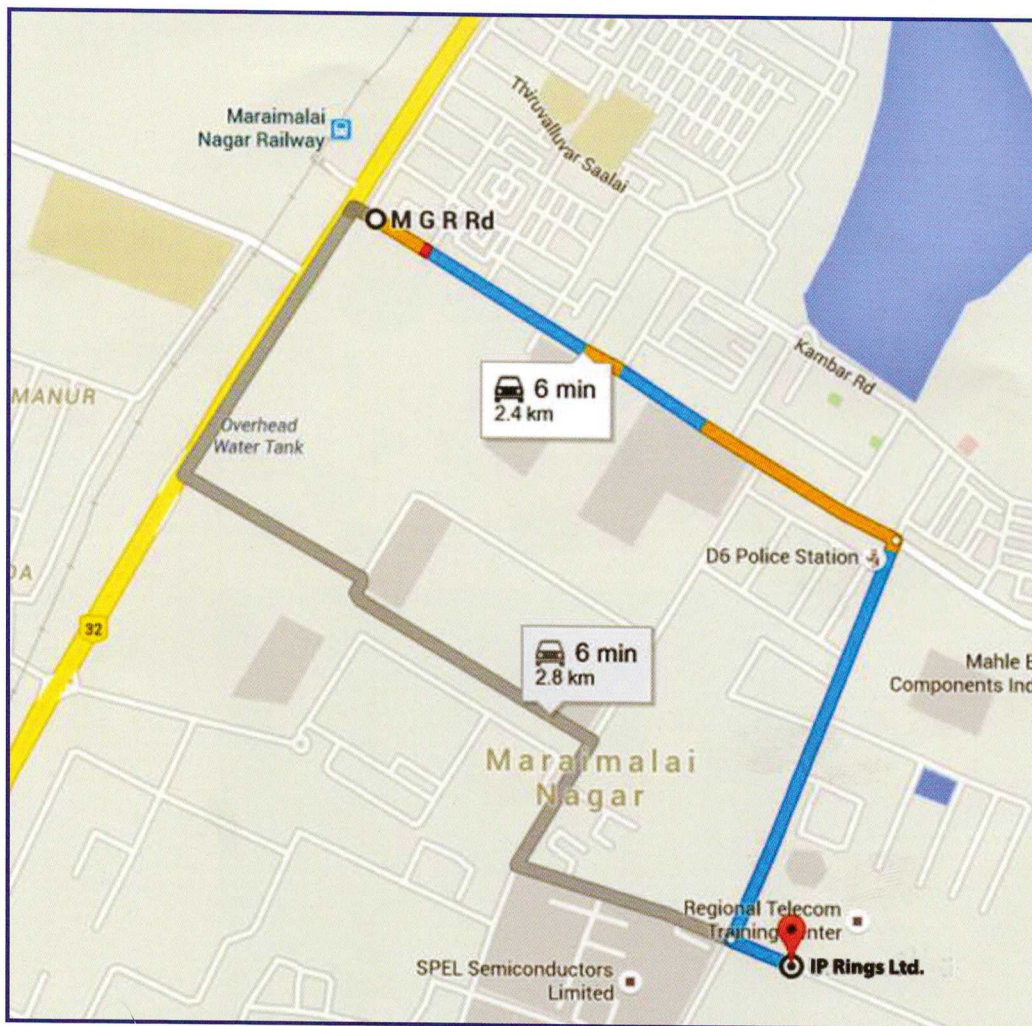 Maraimalai
Nagar Railway
Thiruvalluvar Saalai
M G R Rd
Kambar Rd
6 min
2.4 km
MANUR
Overhead
Water Tank
D6 Police Station
DA
32
6 min
2.8 km
Mahle E
Components Ind
Maraimalai
Nagar
Regional Telecom
Training
IP Rings Ltd.
SPEL Semiconductors
Limited